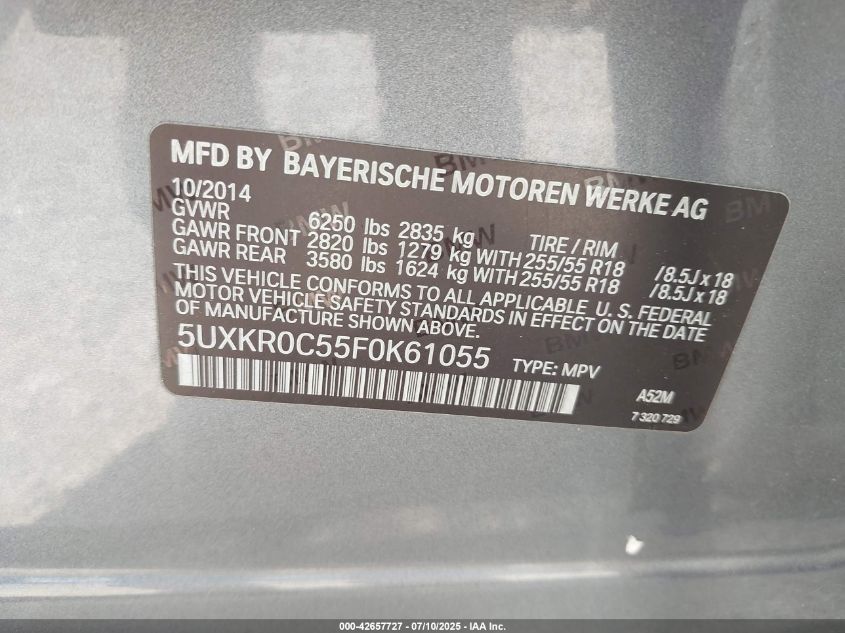 MFD BY BAYERISCHE MOTOREN WERKE AG
10/2014
GVWR 6250 lbs 2835 kg TIRE / RIM
GAWR FRONT 2820 lbs 1279 kg WITH 255/55 R18 /8.5J x 18
GAWR REAR 3580 lbs 1624 kg WITH 255/55 R18 /8.5J x 18
THIS VEHICLE CONFORMS TO ALL APPLICABLE U. S. FEDERAL
MOTOR VEHICLE SAFETY STANDARDS IN EFFECT ON THE DATE
OF MANUFACTURE SHOWN ABOVE.
5UXKR0C55F0K61055 TYPE: MPV
A52M
7 320 729
000-42657727 - 07/10/2025 - IAA Inc.